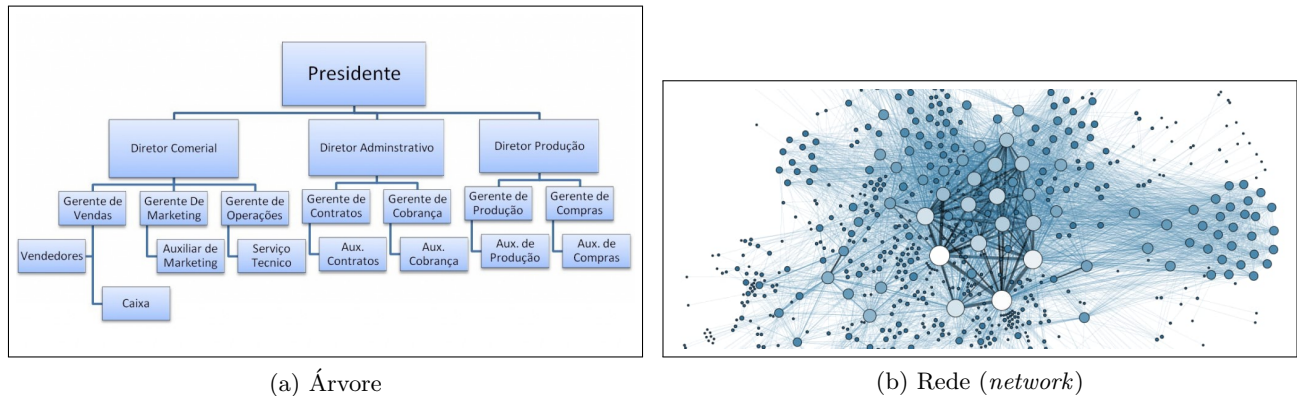 Presidente
Diretor Comerial
Diretor Adminstrativo
Diretor Produção
Gerente de
Vendas
Gerente De
Marketing
Gerente de
Operações
Gerente de
Contratos
Gerente de
Cobrança
Gerente de
Produção
Gerente de
Compras
Vendedores
Auxiliar de
Marketing
Serviço
Tecnico
Aux.
Contratos
Aux.
Cobrança
Aux. de
Produção
Aux. de
Compras
Caixa
(a) Árvore
(b) Rede (network)